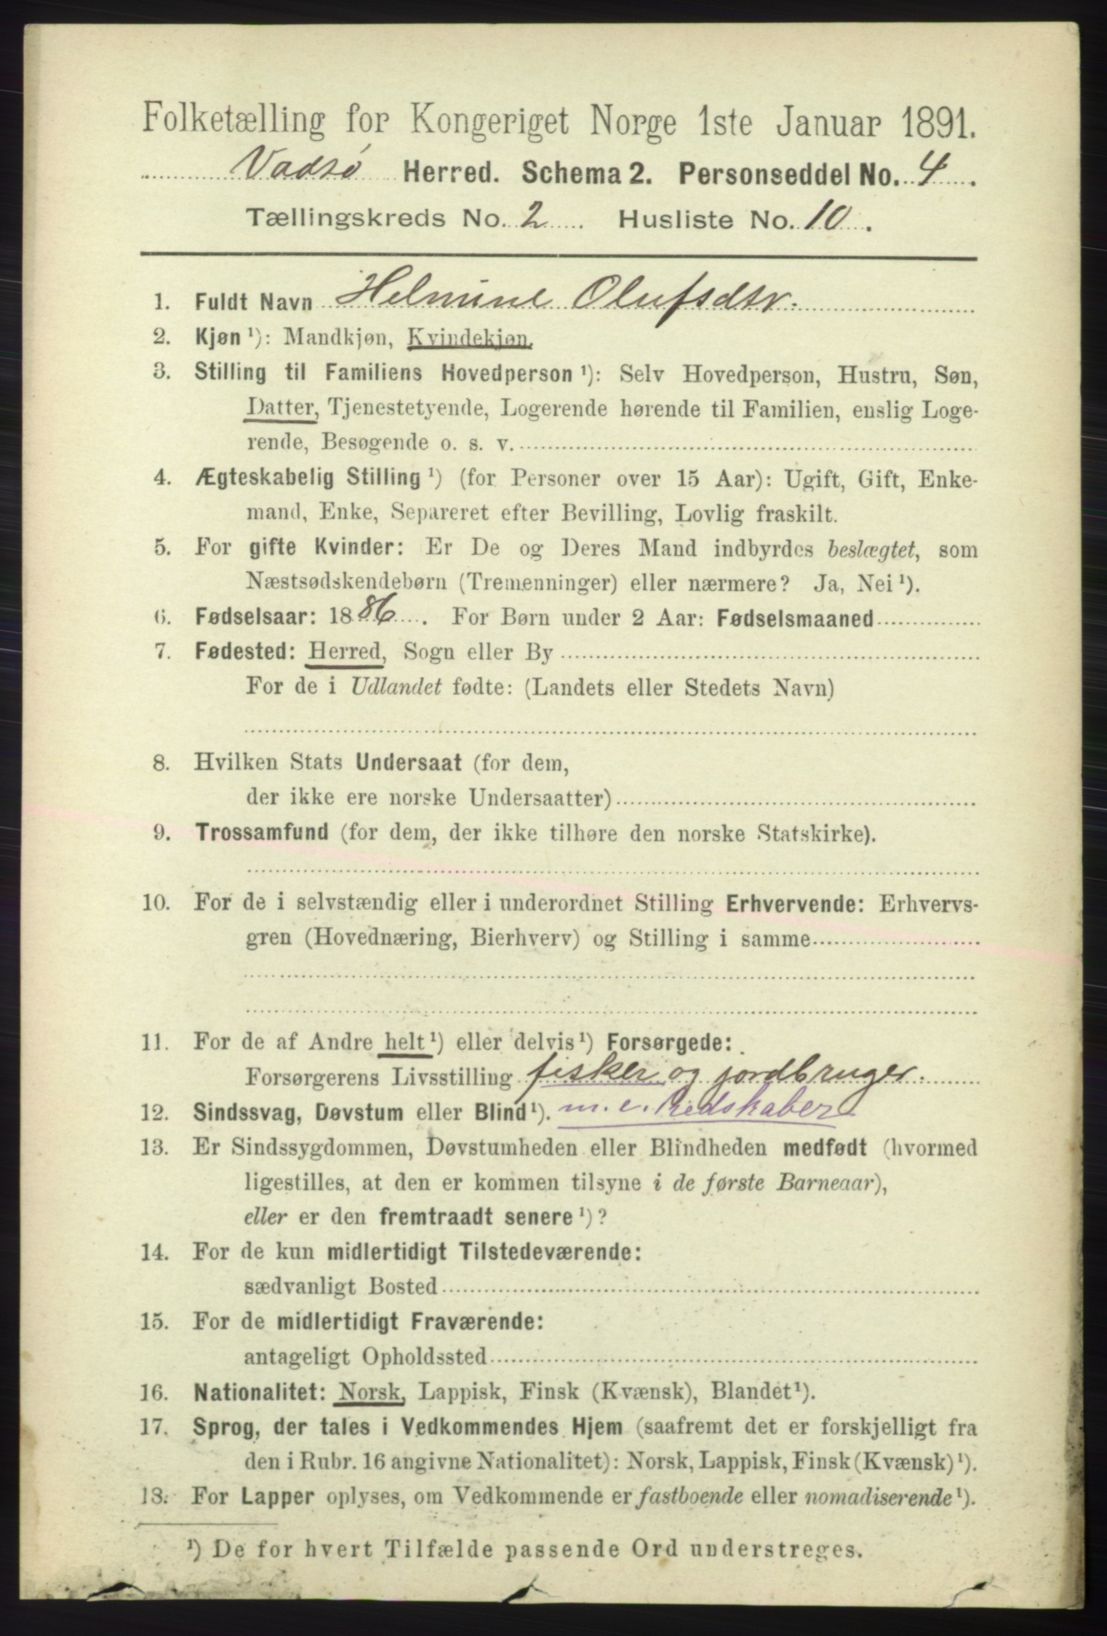 Folketælling for Kongeriget Norge 1ste Januar 1891.
Vadsø Herred. Schema 2. Personseddel No. 4.
Tællingskreds No. 2. Husliste No. 10.
1. Fuldt Navn Helmine Olufsdtr.
2. Kjøn ¹): Mandkjøn, Kvindekjøn.
3. Stilling til Familiens Hovedperson ¹): Selv Hovedperson, Hustru, Søn,
Datter, Tjenestetyende, Logerende hørende til Familien, enslig Loge-
rende, Besøgende o. s. v.
4. Ægteskabelig Stilling ¹) (for Personer over 15 Aar): Ugift, Gift, Enke-
mand, Enke, Separeret efter Bevilling, Lovlig fraskilt.
5. For gifte Kvinder: Er De og Deres Mand indbyrdes beslægtet, som
Næstsødskendebørn (Tremenninger) eller nærmere? Ja, Nei ¹).
6. Fødselsaar: 1886. For Børn under 2 Aar: Fødselsmaaned
7. Fødested: Herred, Sogn eller By
For de i Udlandet fødte: (Landets eller Stedets Navn)
8. Hvilken Stats Undersaat (for dem,
der ikke ere norske Undersaatter)
9. Trossamfund (for dem, der ikke tilhøre den norske Statskirke).
10. For de i selvstændig eller i underordnet Stilling Erhvervende: Erhvervs-
gren (Hovednæring, Bierhverv) og Stilling i samme
11. For de af Andre helt ¹) eller delvis ¹) Forsørgede:
Forsørgerens Livsstilling fisker og jordbruger.
12. Sindssvag, Døvstum eller Blind ¹). m. e. Redskaber
13. Er Sindssygdommen, Døvstumheden eller Blindheden medfødt (hvormed
ligestilles, at den er kommen tilsyne i de første Barneaar),
eller er den fremtraadt senere ¹)?
14. For de kun midlertidigt Tilstedeværende:
sædvanligt Bosted
15. For de midlertidigt Fraværende:
antageligt Opholdssted
16. Nationalitet: Norsk, Lappisk, Finsk (Kvænsk), Blandet ¹).
17. Sprog, der tales i Vedkommendes Hjem (saafremt det er forskjelligt fra
den i Rubr. 16 angivne Nationalitet): Norsk, Lappisk, Finsk (Kvænsk) ¹).
18. For Lapper oplyses, om Vedkommende er fastboende eller nomadiserende ¹).
¹) De for hvert Tilfælde passende Ord understreges.